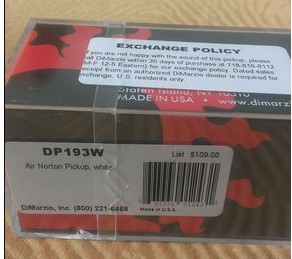 EXCHANGE POLICY
If you are not happy with the sound of this pickup, please
call DiMarzio within 30 days of purchase at 718-816-8112
(M-F 12-5 Eastern) for our exchange policy. Dated sales
receipt from an authorized DiMarzio dealer is required for
exchange. U.S. residents only
Staten Island, NY 10310
MADE IN USA • www.dimarzi
DP193W
List $109.00
Air Norton Pickup, white
DiMarzio, Inc. (800) 221-6468
Made in U.S.A.